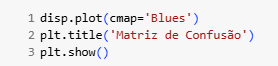 1 disp.plot(cmap='Blues')
2 plt.title('Matriz de Confusão')
3 plt.show()